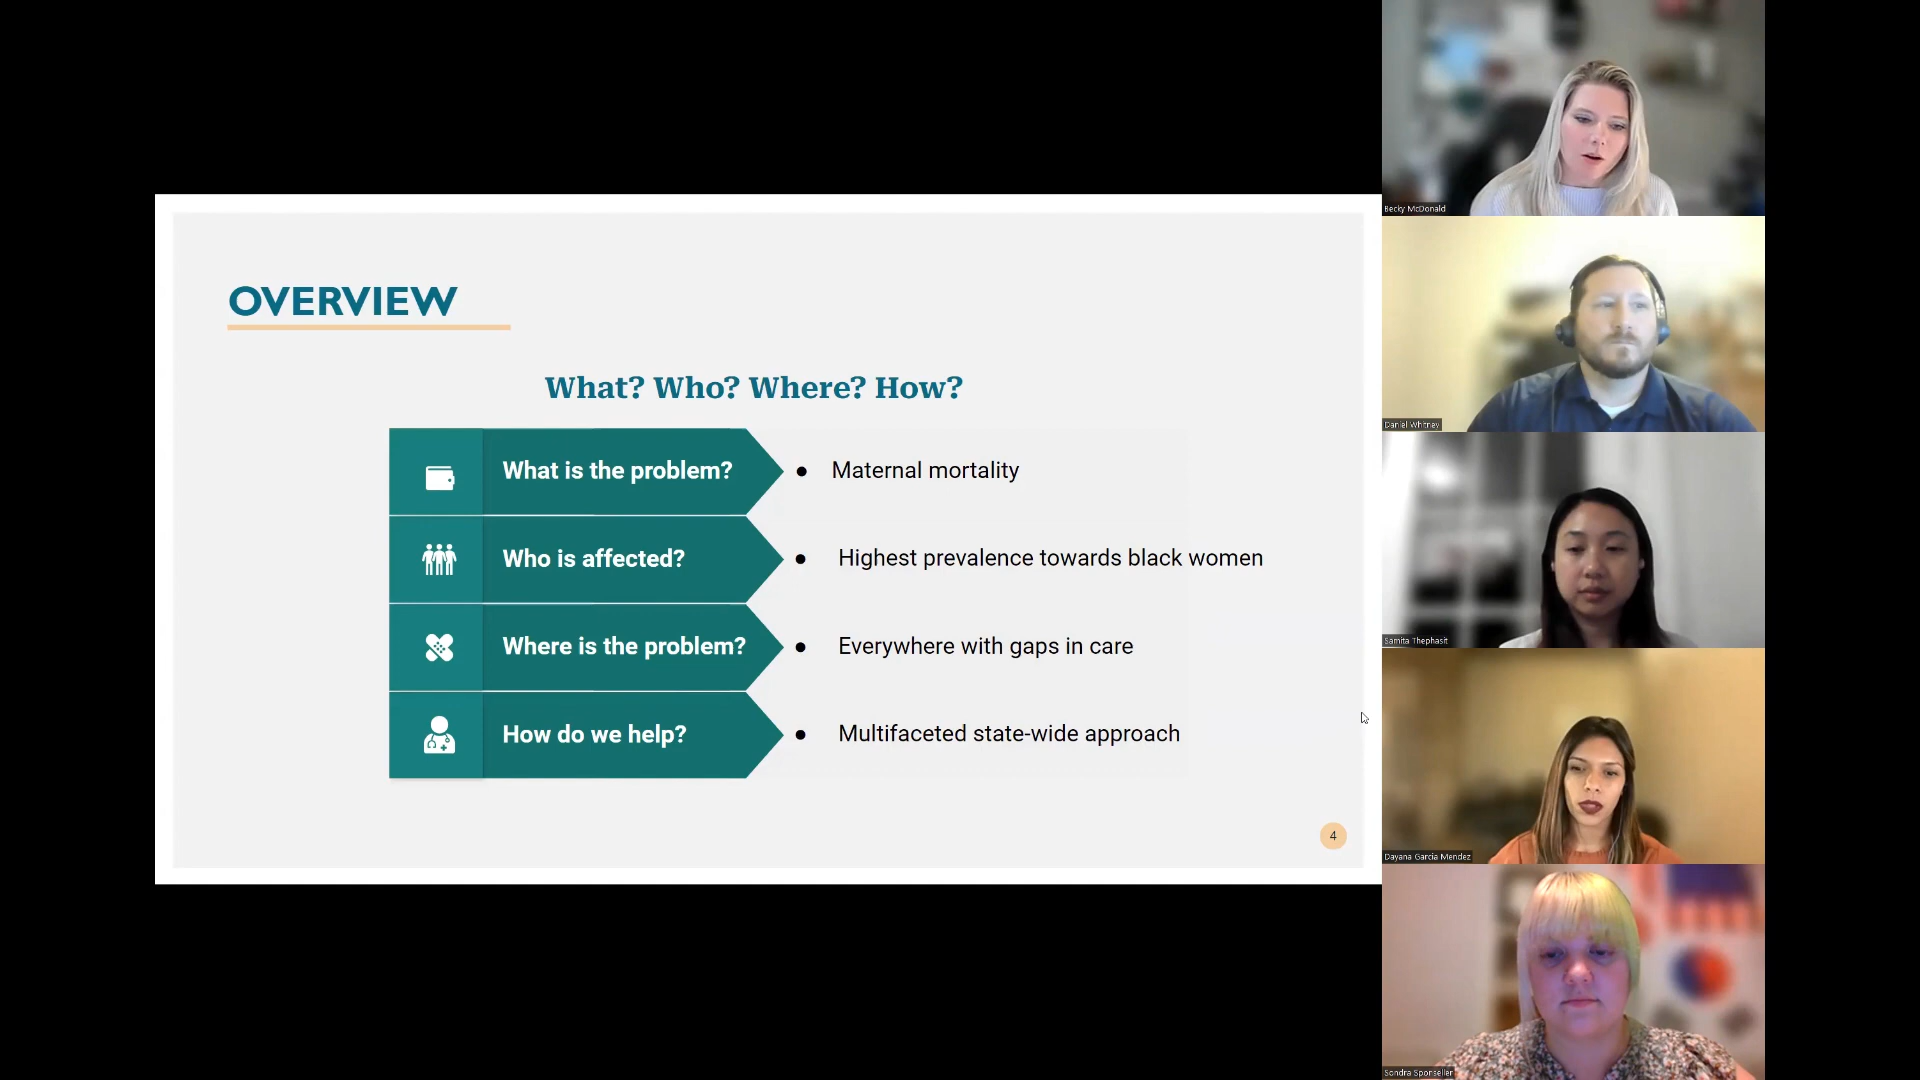 OVERVIEW
What? Who? Where? How?
What is the problem?
● Maternal mortality
Who is affected?
● Highest prevalence towards black women
Where is the problem?
● Everywhere with gaps in care
How do we help?
● Multifaceted state-wide approach
4
Becky McDonald
Daniel Whitney
Samita Thephasit
Dayana Garcia Mendez
Sondra Sponseller